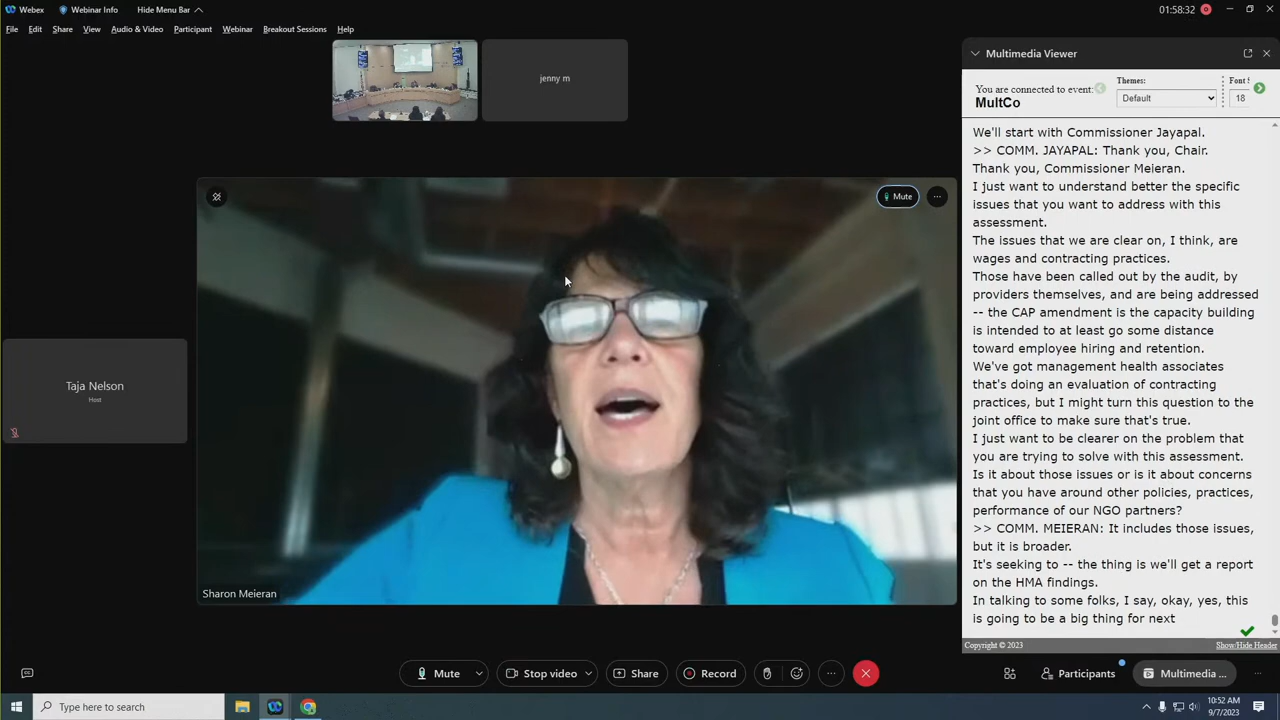 Webex
Webinar Info
Hide Menu Bar
01:58:32
File Edit Share View Audio & Video Participant Webinar Breakout Sessions Help
jenny m
Taja Nelson
Host
Mute
Sharon Meieran
Multimedia Viewer
You are connected to event:
MultCo
Themes:
Default
Font S
18
We'll start with Commissioner Jayapal.
>> COMM. JAYAPAL: Thank you, Chair.
Thank you, Commissioner Meieran.
I just want to understand better the specific
issues that you want to address with this
assessment.
The issues that we are clear on, I think, are
wages and contracting practices.
Those have been called out by the audit, by
providers themselves, and are being addressed
-- the CAP amendment is the capacity building
is intended to at least go some distance
toward employee hiring and retention.
We've got management health associates
that's doing an evaluation of contracting
practices, but I might turn this question to the
joint office to make sure that's true.
I just want to be clearer on the problem that
you are trying to solve with this assessment.
Is it about those issues or is it about concerns
that you have around other policies, practices,
performance of our NGO partners?
>> COMM. MEIERAN: It includes those issues,
but it is broader.
It's seeking to -- the thing is we'll get a report
on the HMA findings.
In talking to some folks, I say, okay, yes, this
is going to be a big thing for next
Copyright © 2023
Show/Hide Header
Mute
Stop video
Share
Record
Participants
Multimedia ...
Type here to search
10:52 AM
9/7/2023